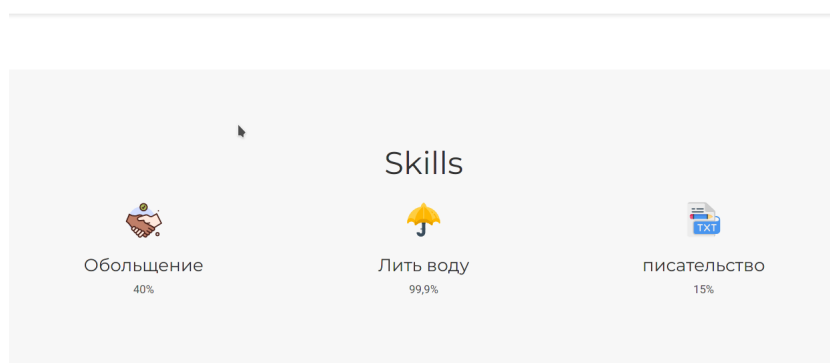 Skills
TXT
Обольщение
Лить воду
писательство
40%
99,9%
15%